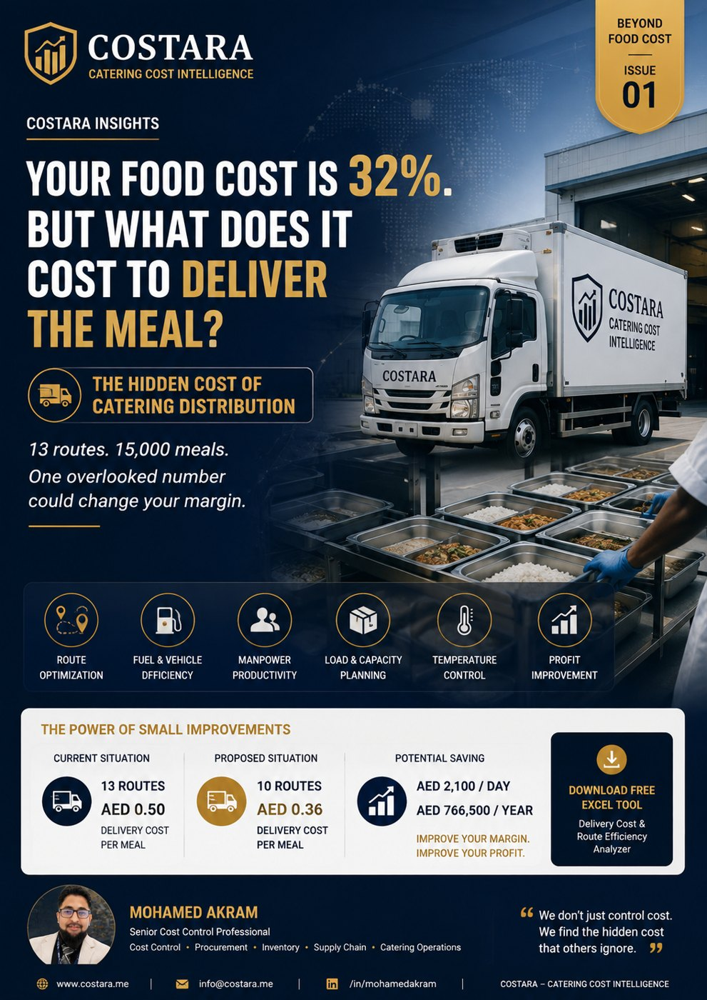 COSTARA
CATERING COST INTELLIGENCE
BEYOND
FOOD COST
ISSUE
01
COSTARA INSIGHTS
YOUR FOOD COST IS 32%.
BUT WHAT DOES IT
COST TO DELIVER
THE MEAL?
COSTARA
CATERING COST
INTELLIGENCE
COSTARA
THE HIDDEN COST OF
CATERING DISTRIBUTION
13 routes. 15,000 meals.
One overlooked number
could change your margin.
ROUTE
OPTIMIZATION
FUEL & VEHICLE
DFFICIENCY
MANPOWER
PRODUCTIVITY
LOAD & CAPACITY
PLANNING
TEMPERATURE
CONTROL
PROFIT
IMPROVEMENT
THE POWER OF SMALL IMPROVEMENTS
CURRENT SITUATION
13 ROUTES
AED 0.50
DELIVERY COST
PER MEAL
PROPOSED SITUATION
10 ROUTES
AED 0.36
DELIVERY COST
PER MEAL
POTENTIAL SAVING
AED 2,100 / DAY
AED 766,500 / YEAR
IMPROVE YOUR MARGIN.
IMPROVE YOUR PROFIT.
DOWNLOAD FREE
EXCEL TOOL
Delivery Cost &
Route Efficiency
Analyzer
MOHAMED AKRAM
Senior Cost Control Professional
Cost Control • Procurement • Inventory • Supply Chain • Catering Operations
“ We don’t just control cost.
We find the hidden cost
that others ignore. ”
www.costara.me | info@costara.me | in /in/mohamedakram | COSTARA – CATERING COST INTELLIGENCE